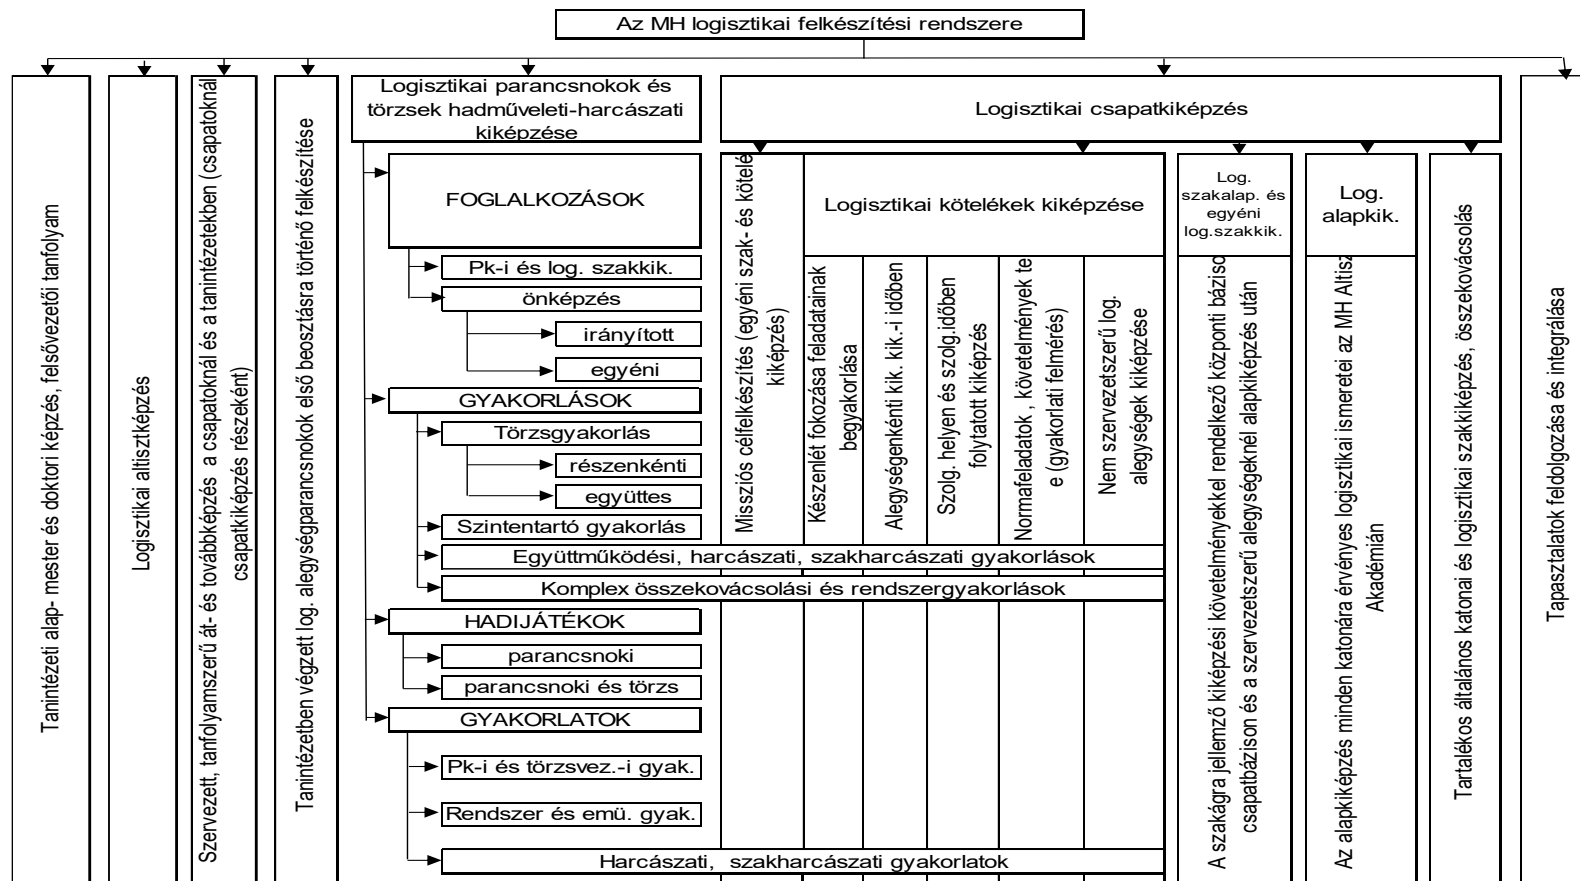 Az MH logisztikai felkészítési rendszere
Tanintézeti alap- mester és doktori képzés, felsővezetői tanfolyam
Logisztikai altisztképzés
Szervezett, tanfolyamszerű át- és továbbképzés a csapatoknál és a tanintézetekben (csapatoknál
csapatkiképzés részeként)
Tanintézetben végzett log. alegységparancsnokok első beosztásra történő felkészítése
Logisztikai parancsnokok és
törzsek hadműveleti-harcászati
kiképzése
FOGLALKOZÁSOK
Pk-i és log. szakkik.
önképzés
irányított
egyéni
GYAKORLÁSOK
Törzsgyakorlás
részenkénti
együttes
Szintentartó gyakorlás
Együttműködési, harcászati, szakharcászati gyakorlások
Komplex összekovácsolási és rendszergyakorlások
HADIJÁTÉKOK
parancsnoki
parancsnoki és törzs
GYAKORLATOK
Pk-i és törzsvez.-i gyak.
Rendszer és emü. gyak.
Harcászati, szakharcászati gyakorlatok
Logisztikai csapatkiképzés
Missziós célfelkészítés (egyéni szak- és kötelé
kiképzés)
Logisztikai kötelékek kiképzése
Készenlét fokozása feladatainak
begyakorlása
Alegységenkénti kik. kik.-i időben
Szolg. helyen és szolg.időben
folytatott kiképzés
Normafeladatok , követelmények te
e (gyakorlati felmérés)
Nem szervezetszerű log.
alegységek kiképzése
Log.
szakalap. és
egyéni
log.szakkik.
A szakágra jellemző kiképzési követelményekkel rendelkező központi báziso
csapatbázison és a szervezetszerű alegységeknél alapkiképzés után
Log.
alapkik.
Az alapkiképzés minden katonára érvényes logisztikai ismeretei az MH Altisz
Akadémián
Tartalékos általános katonai és logisztikai szakkiképzés, összekovácsolás
Tapasztalatok feldolgozása és integrálása